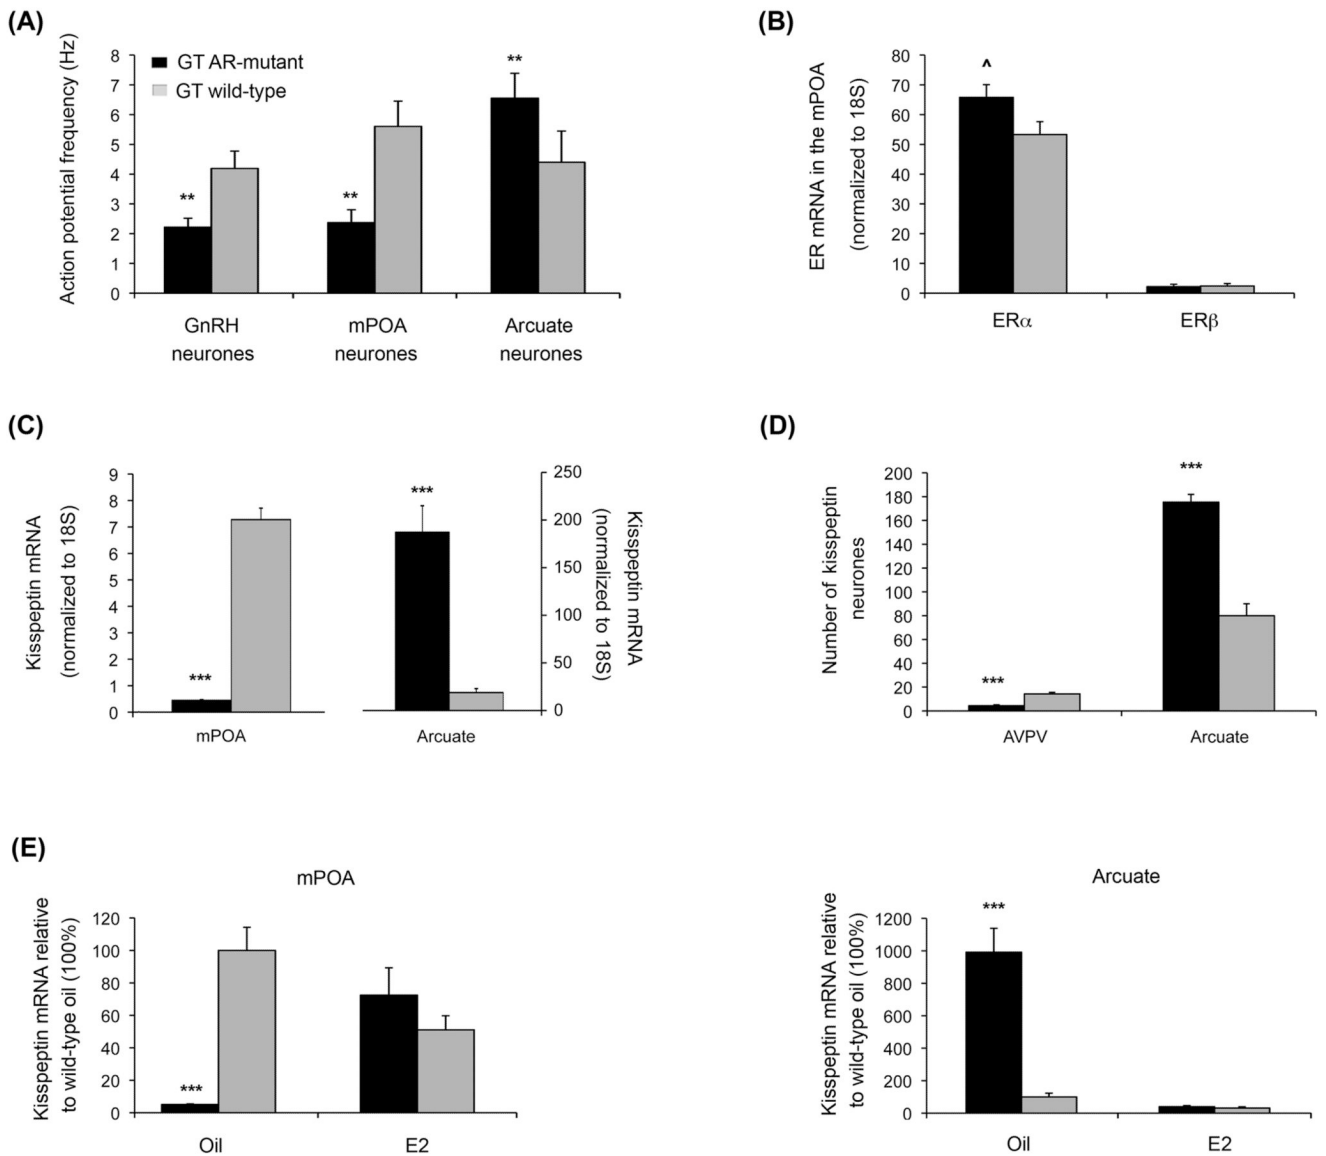 (A)
Action potential frequency (Hz)
8
7
6
5
4
3
2
1
0
GT AR-mutant
GT wild-type
**
**
**
GnRH
neurones
mPOA
neurones
Arcuate
neurones
(B)
ER mRNA in the mPOA
(normalized to 18S)
80
70
60
50
40
30
20
10
0
^
ERα
ERβ
(C)
Kisspeptin mRNA
(normalized to 18S)
9
8
7
6
5
4
3
2
1
0
***
mPOA
***
Arcuate
250
200
150
100
50
0
Kisspeptin mRNA
(normalized to 18S)
(D)
Number of kisspeptin
neurones
200
180
160
140
120
100
80
60
40
20
0
***
***
AVPV
Arcuate
(E)
mPOA
Kisspeptin mRNA relative
to wild-type oil (100%)
120
100
80
60
40
20
0
***
Oil
E2
Arcuate
Kisspeptin mRNA relative
to wild-type oil (100%)
1200
1000
800
600
400
200
0
***
Oil
E2